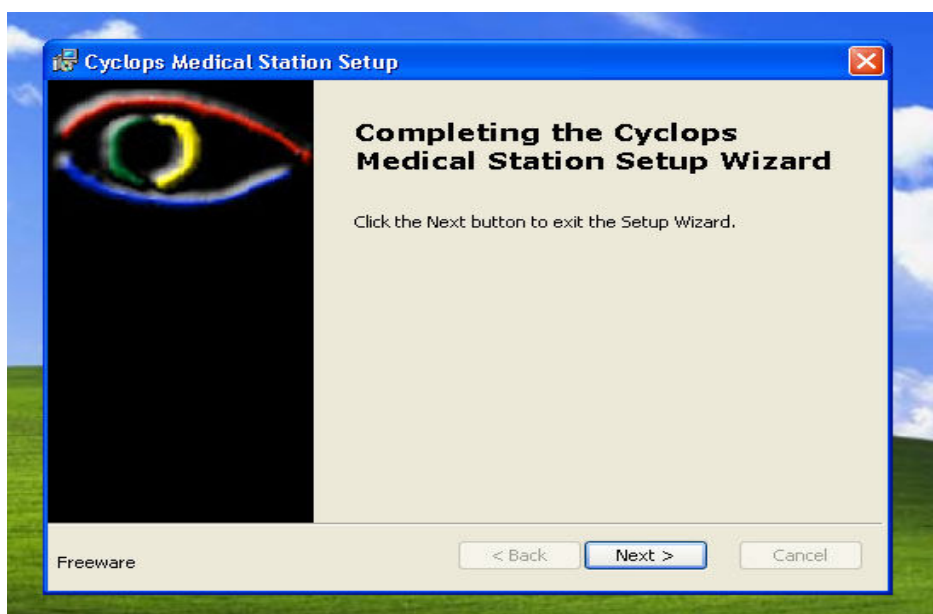 Cyclops Medical Station Setup
Completing the Cyclops
Medical Station Setup Wizard
Click the Next button to exit the Setup Wizard.
Freeware
< Back
Next >
Cancel